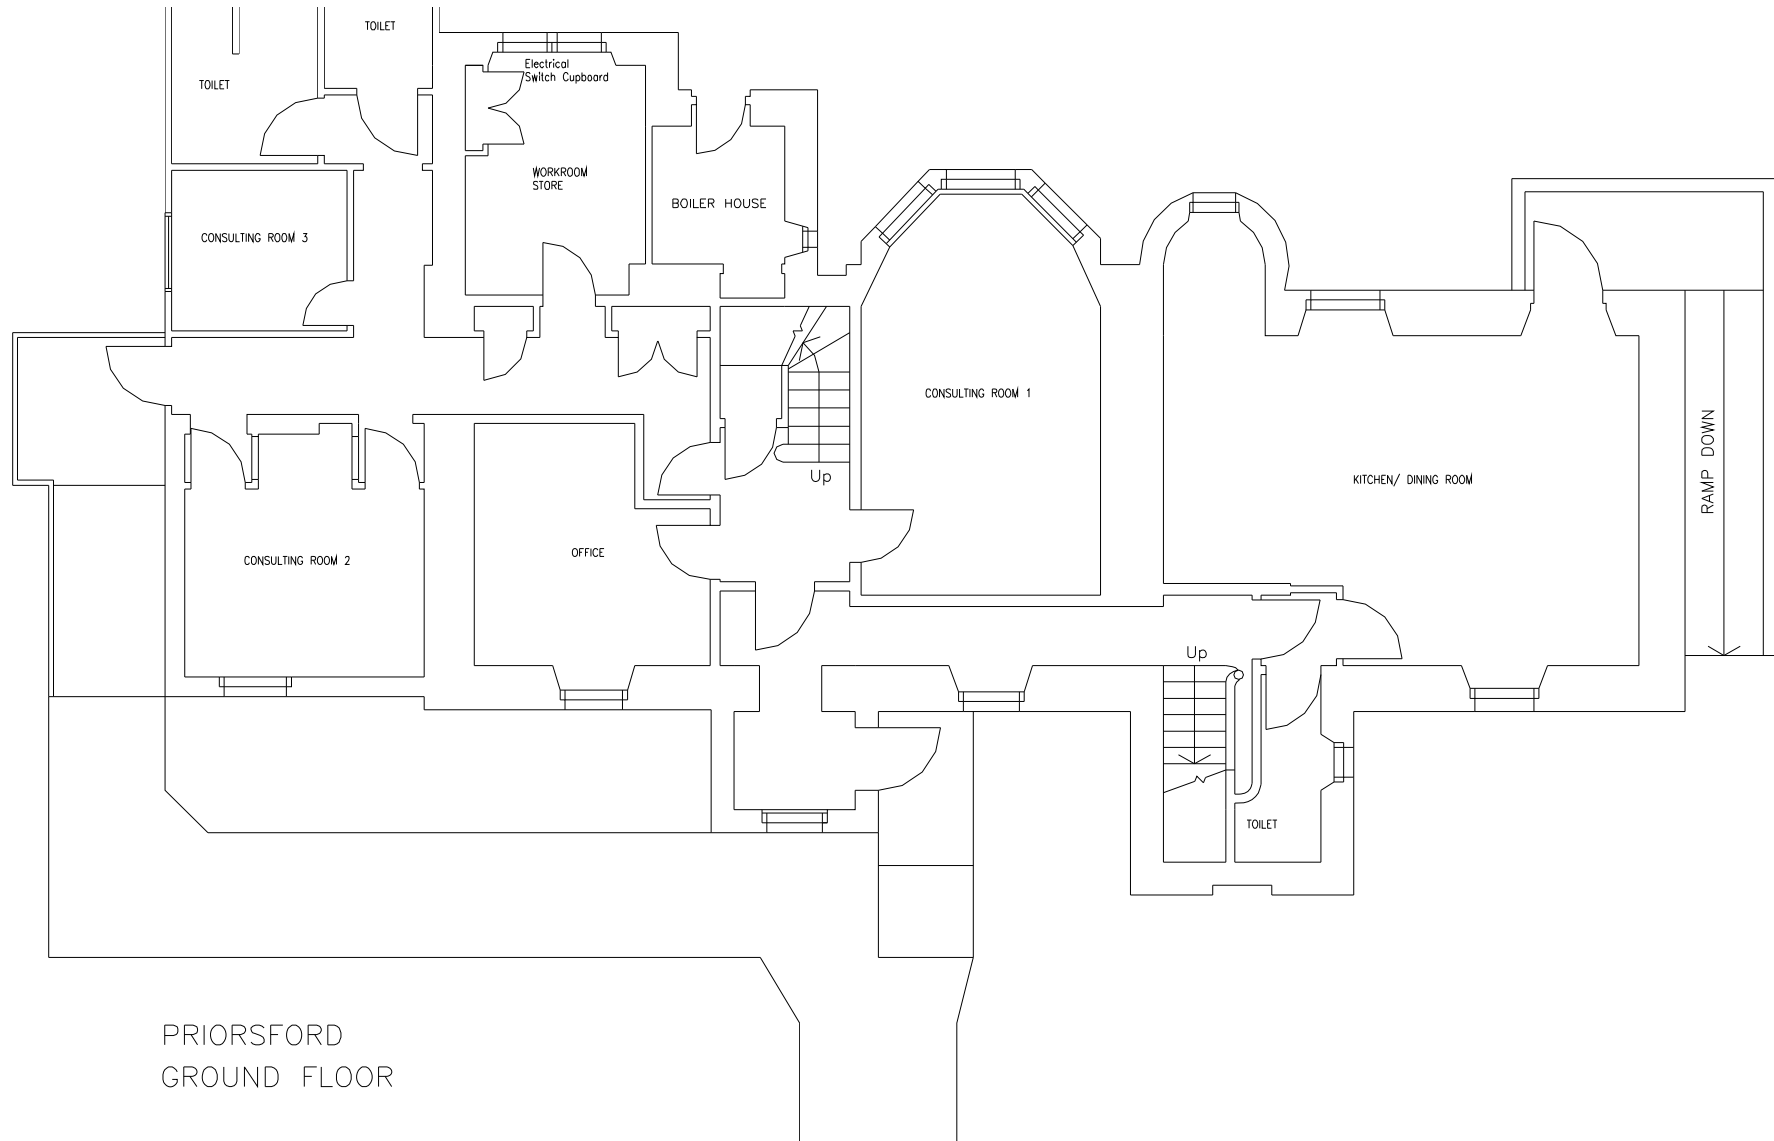 TOILET
TOILET
Electrical
Switch Cupboard
WORKROOM
STORE
BOILER HOUSE
CONSULTING ROOM 3
CONSULTING ROOM 1
Up
KITCHEN/ DINING ROOM
RAMP DOWN
CONSULTING ROOM 2
OFFICE
Up
TOILET
PRIORSFORD
GROUND FLOOR